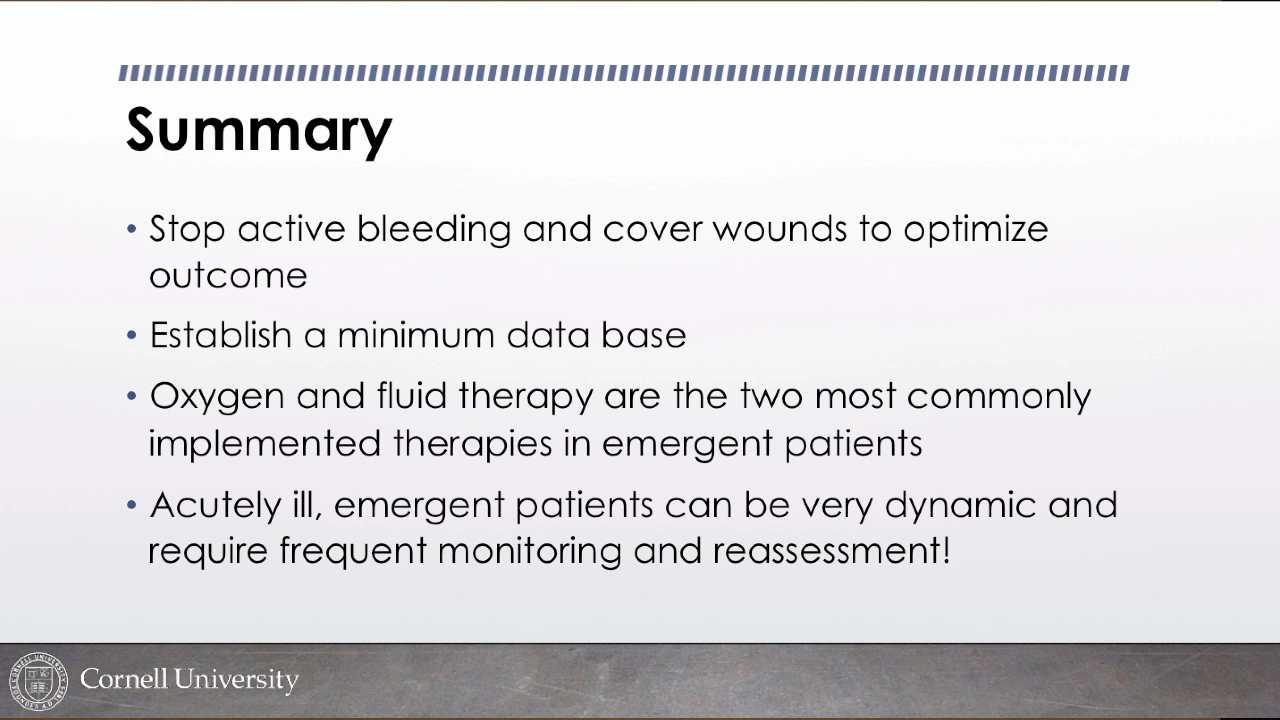 Summary
• Stop active bleeding and cover wounds to optimize
outcome
• Establish a minimum data base
• Oxygen and fluid therapy are the two most commonly
implemented therapies in emergent patients
• Acutely ill, emergent patients can be very dynamic and
require frequent monitoring and reassessment!
Cornell University